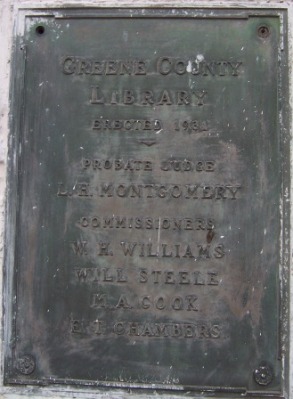 GREENE COUNTY
LIBRARY
ERECTED 1931
PROBATE JUDGE
L. H. MONTGOMERY
COMMISSIONERS
W. H. WILLIAMS
WILL STEELE
M. A. COOK
E. T. CHAMBERS